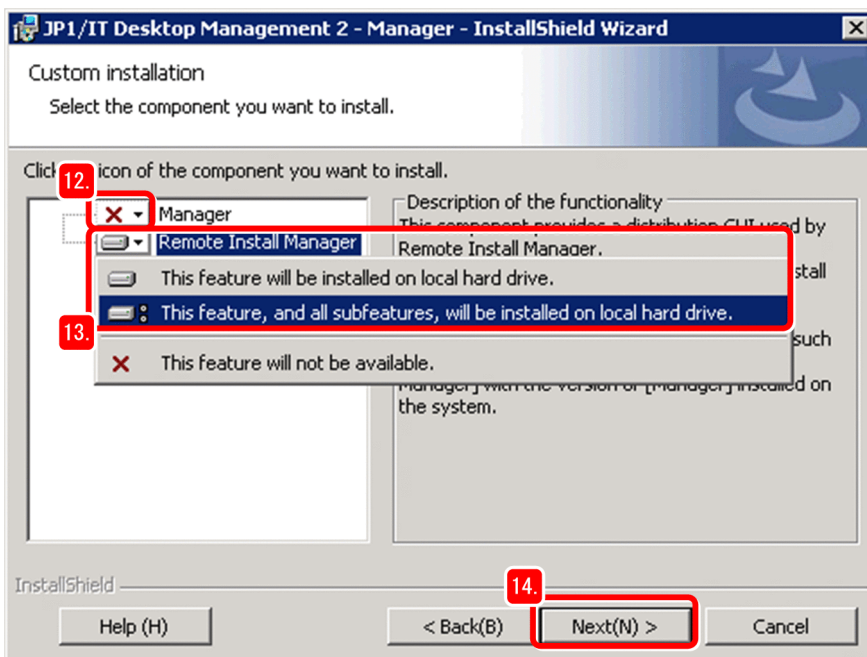 JP1/IT Desktop Management 2 - Manager - InstallShield Wizard
Custom installation
Select the component you want to install.
icon of the component you want to install.
12.
Manager
Remote Install Manager
Description of the functionality
This component provides a distribution GUI used by
Remote Install Manager.
stall
This feature will be installed on local hard drive.
This feature, and all subfeatures, will be installed on local hard drive.
13.
such
This feature will not be available.
Manager] with the version of [Manager] installed on
the system.
InstallShield
14.
Help (H)
< Back(B)
Next(N) >
Cancel